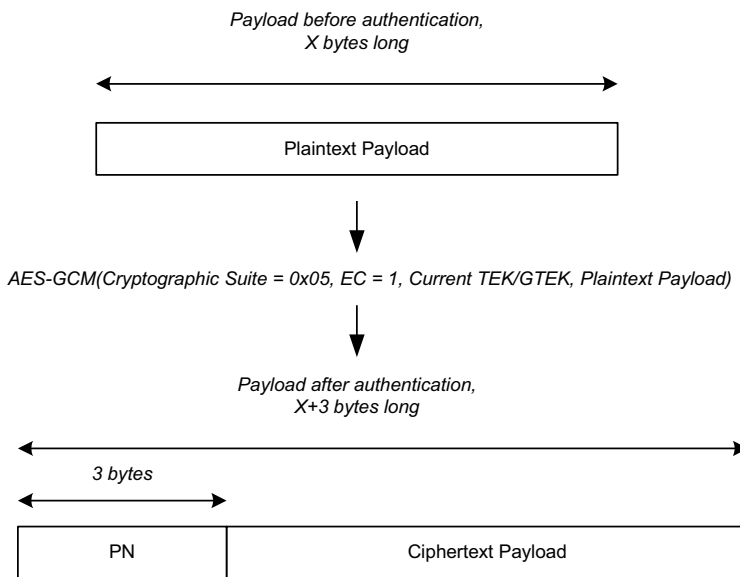 Payload before authentication,
X bytes long
Plaintext Payload
AES-GCM(Cryptographic Suite = 0x05, EC = 1, Current TEK/GTEK, Plaintext Payload)
Payload after authentication,
X+3 bytes long
3 bytes
PN
Ciphertext Payload